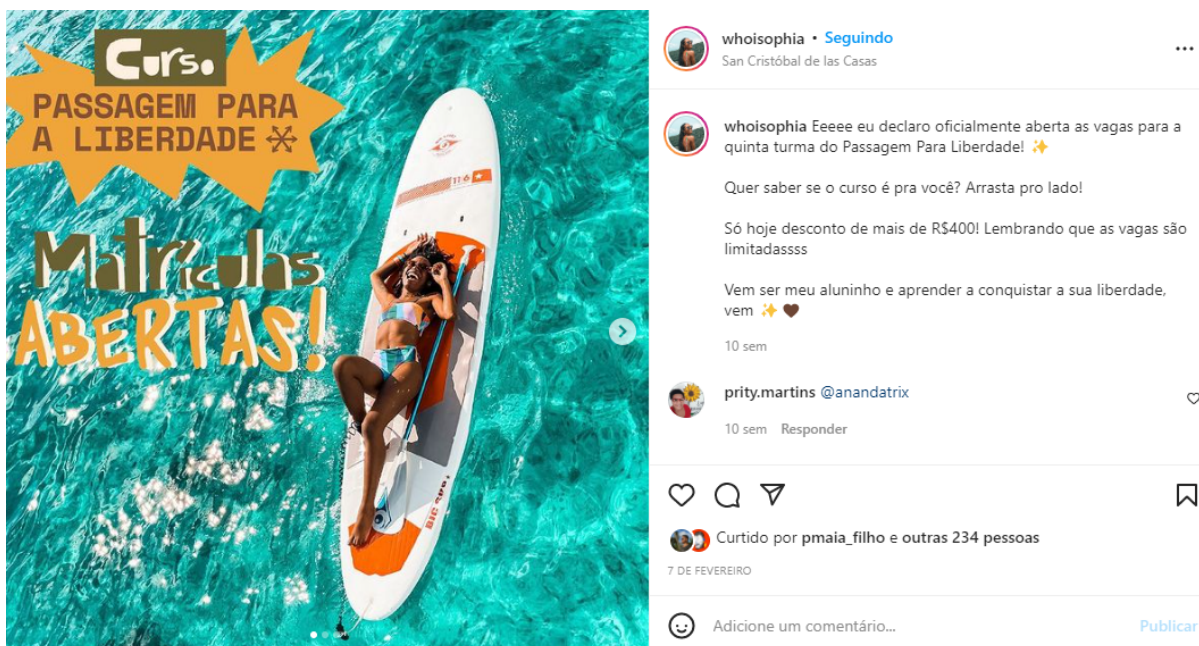 Curso
PASSAGEM PARA
A LIBERDADE
Matrículas
ABERTAS!
11'6
BIC SUP
whoisophia • Seguindo
San Cristóbal de las Casas
whoisophia Eeeee eu declaro oficialmente aberta as vagas para a
quinta turma do Passagem Para Liberdade! ✨
Quer saber se o curso é pra você? Arrasta pro lado!
Só hoje desconto de mais de R$400! Lembrando que as vagas são
limitadassss
Vem ser meu aluninho e aprender a conquistar a sua liberdade,
vem ✨ 🤎
10 sem
prity.martins @anandatrix
10 sem Responder
Curtido por pmaia_filho e outras 234 pessoas
7 DE FEVEREIRO
Adicione um comentário...
Publicar